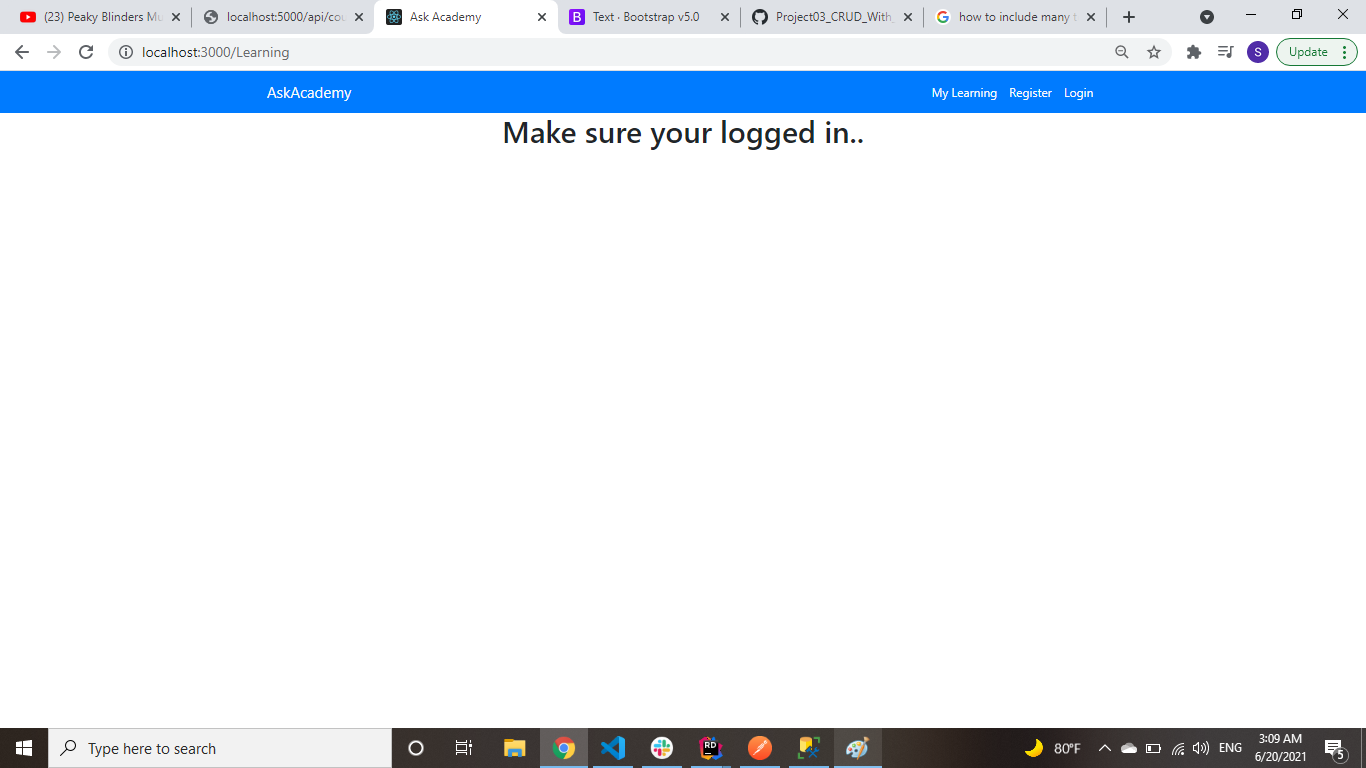 (23) Peaky Blinders Mu
localhost:5000/api/cou
Ask Academy
B Text · Bootstrap v5.0
Project03_CRUD_With_
how to include many t
localhost:3000/Learning
S
Update
AskAcademy
My Learning Register Login
Make sure your logged in..
Type here to search
RD
80°F
ENG
3:09 AM
6/20/2021
5